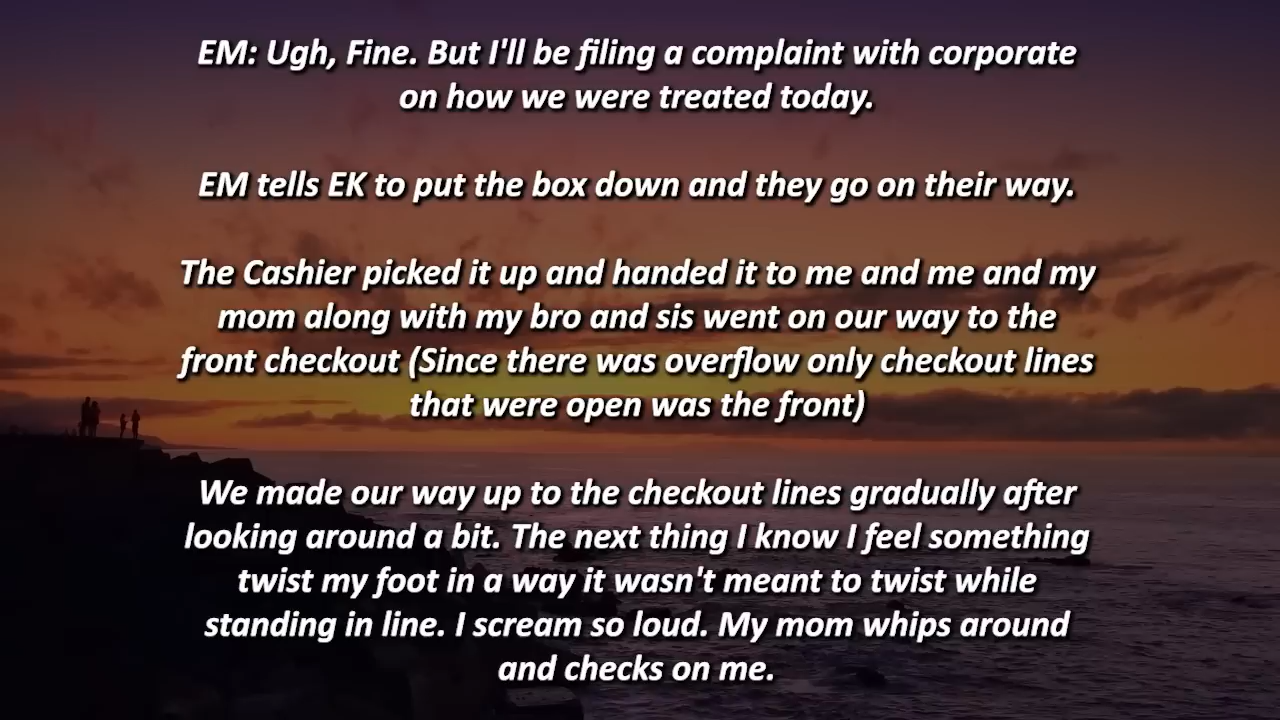 EM: Ugh, Fine. But I'll be filing a complaint with corporate
on how we were treated today.
EM tells EK to put the box down and they go on their way.
The Cashier picked it up and handed it to me and me and my
mom along with my bro and sis went on our way to the
front checkout (Since there was overflow only checkout lines
that were open was the front)
We made our way up to the checkout lines gradually after
looking around a bit. The next thing I know I feel something
twist my foot in a way it wasn't meant to twist while
standing in line. I scream so loud. My mom whips around
and checks on me.